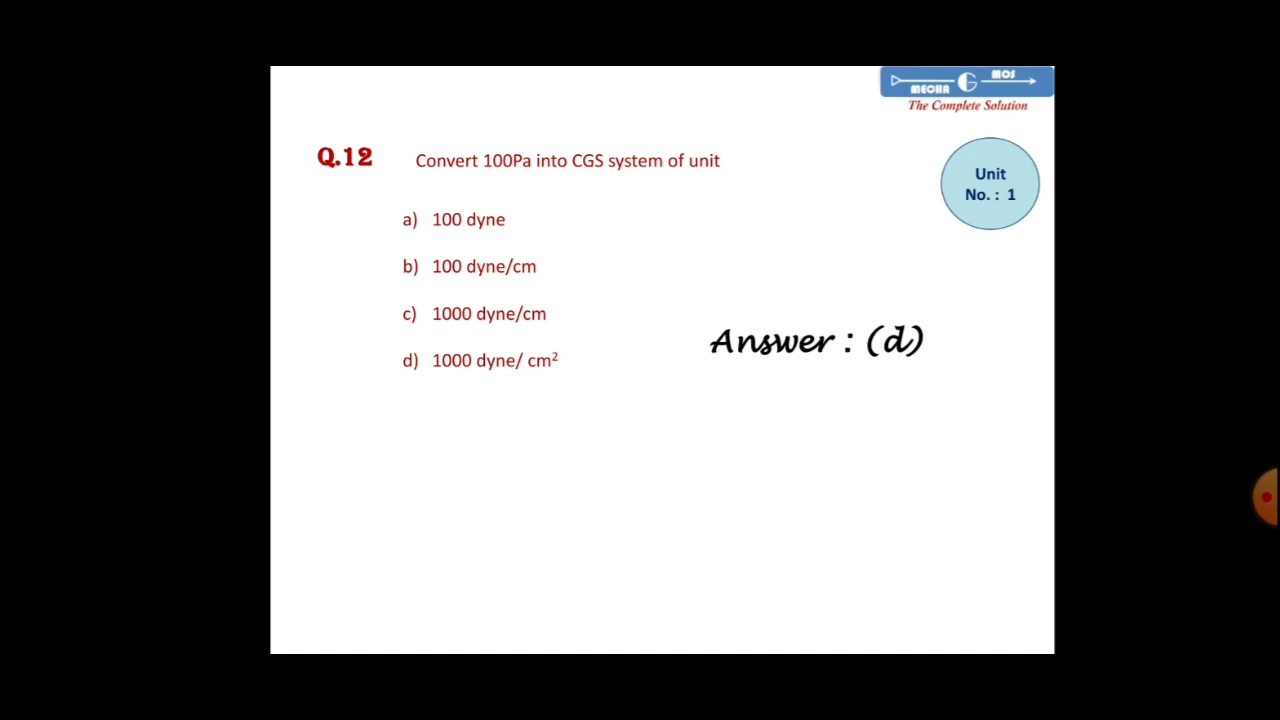 MECHA G MOS
The Complete Solution
Q.12 Convert 100Pa into CGS system of unit
Unit
No. : 1
a) 100 dyne
b) 100 dyne/cm
c) 1000 dyne/cm
d) 1000 dyne/ cm²
Answer : (d)